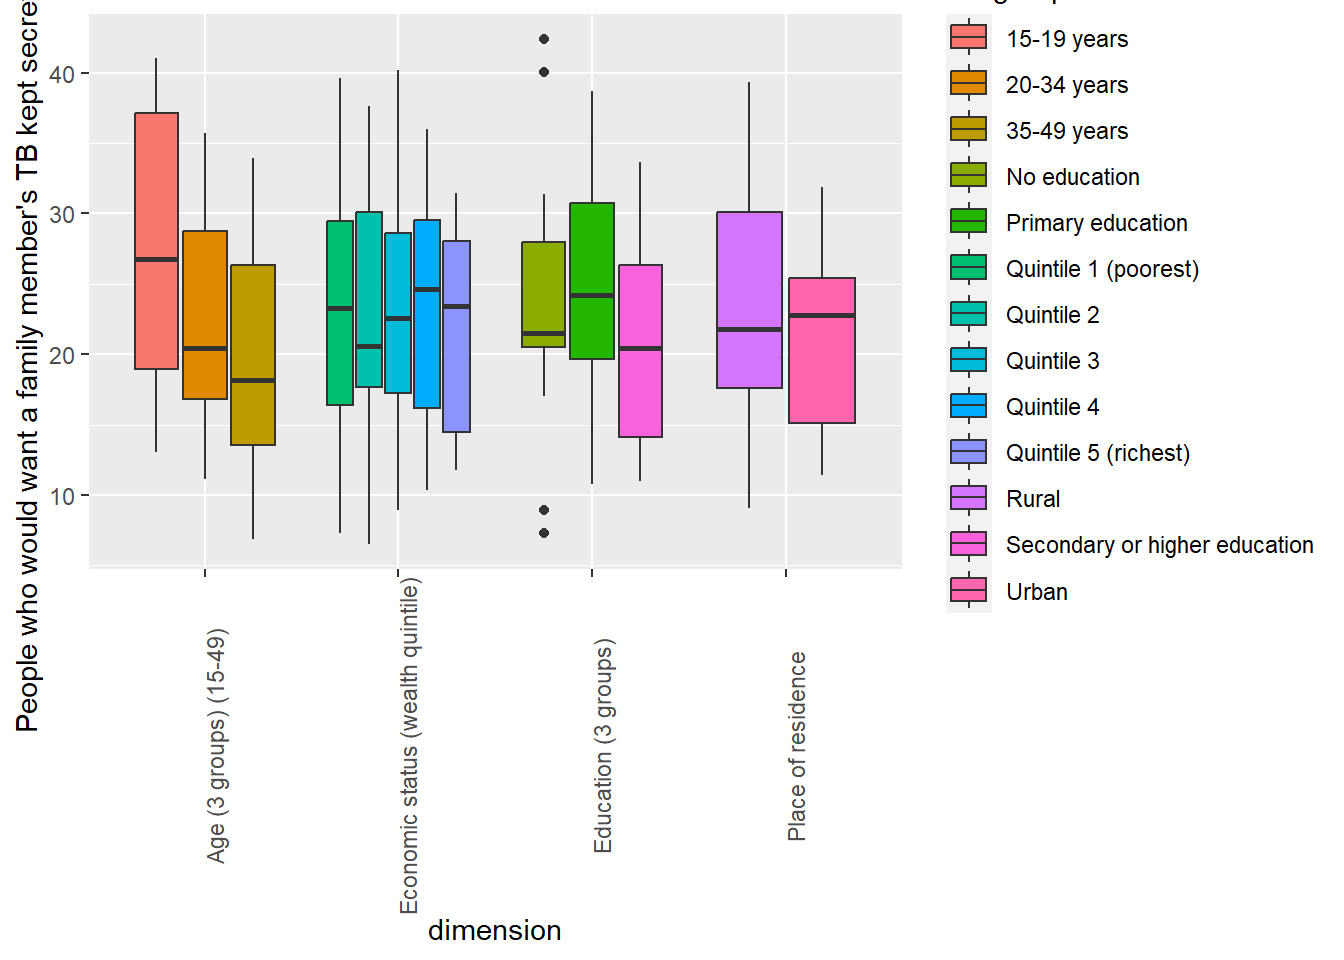 People who would want a family member's TB kept secre
40
30
20
10
Age (3 groups) (15-49)
Economic status (wealth quintile)
Education (3 groups)
Place of residence
dimension
15-19 years
20-34 years
35-49 years
No education
Primary education
Quintile 1 (poorest)
Quintile 2
Quintile 3
Quintile 4
Quintile 5 (richest)
Rural
Secondary or higher education
Urban